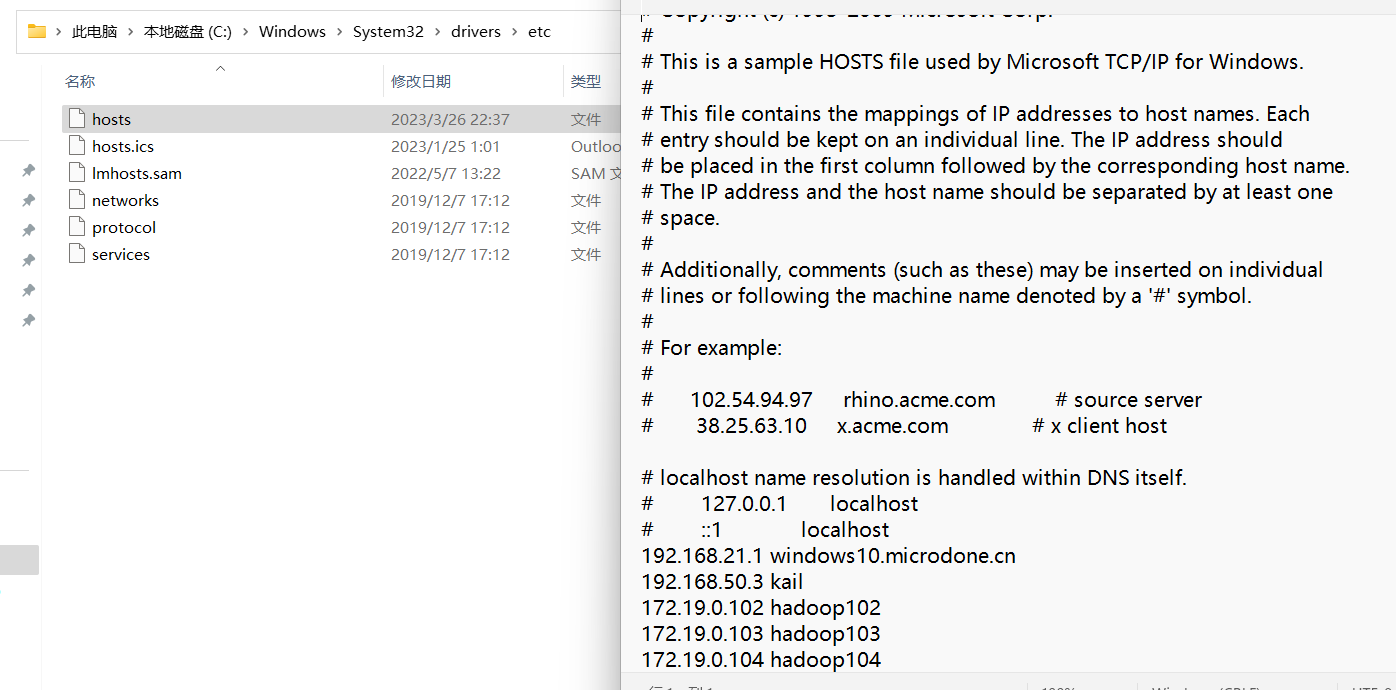 此电脑 › 本地磁盘 (C:) › Windows › System32 › drivers › etc
名称 修改日期 类型
hosts 2023/3/26 22:37 文件
hosts.ics 2023/1/25 1:01 Outloo
lmhosts.sam 2022/5/7 13:22 SAM 文
networks 2019/12/7 17:12 文件
protocol 2019/12/7 17:12 文件
services 2019/12/7 17:12 文件
# Copyright (c) 1993-2009 Microsoft Corp.
#
# This is a sample HOSTS file used by Microsoft TCP/IP for Windows.
#
# This file contains the mappings of IP addresses to host names. Each
# entry should be kept on an individual line. The IP address should
# be placed in the first column followed by the corresponding host name.
# The IP address and the host name should be separated by at least one
# space.
#
# Additionally, comments (such as these) may be inserted on individual
# lines or following the machine name denoted by a '#' symbol.
#
# For example:
#
# 102.54.94.97 rhino.acme.com # source server
# 38.25.63.10 x.acme.com # x client host
# localhost name resolution is handled within DNS itself.
# 127.0.0.1 localhost
# ::1 localhost
192.168.21.1 windows10.microdone.cn
192.168.50.3 kail
172.19.0.102 hadoop102
172.19.0.103 hadoop103
172.19.0.104 hadoop104